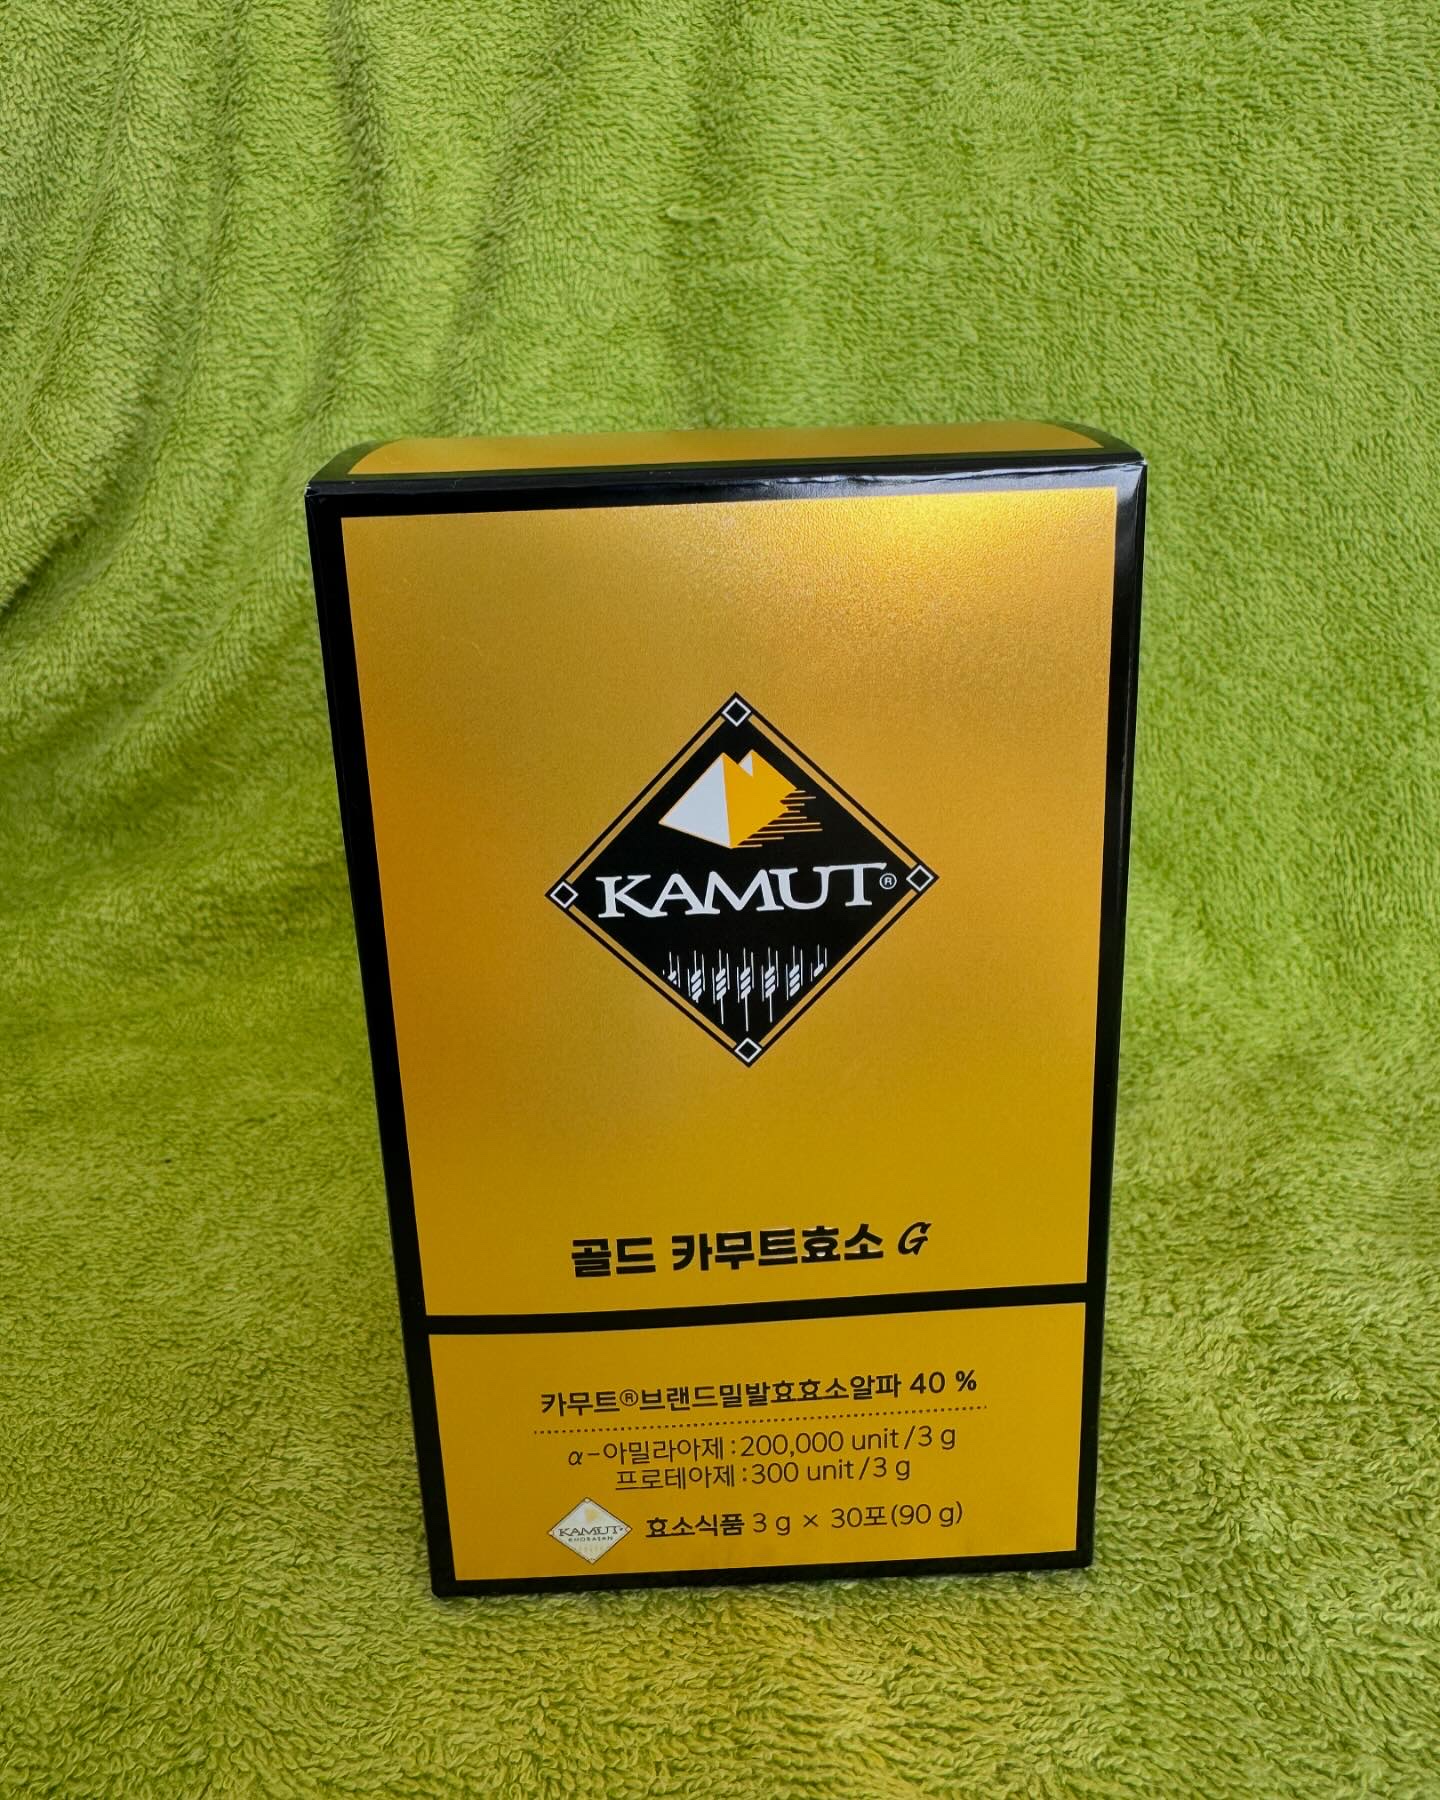 KAMUT®
골드 카무트효소 G
카무트®브랜드밀발효효소알파 40 %
α-아밀라아제:200,000 unit/3 g
프로테아제:300 unit/3 g
KAMUT®
KHORASAN
효소식품 3 g × 30포(90 g)